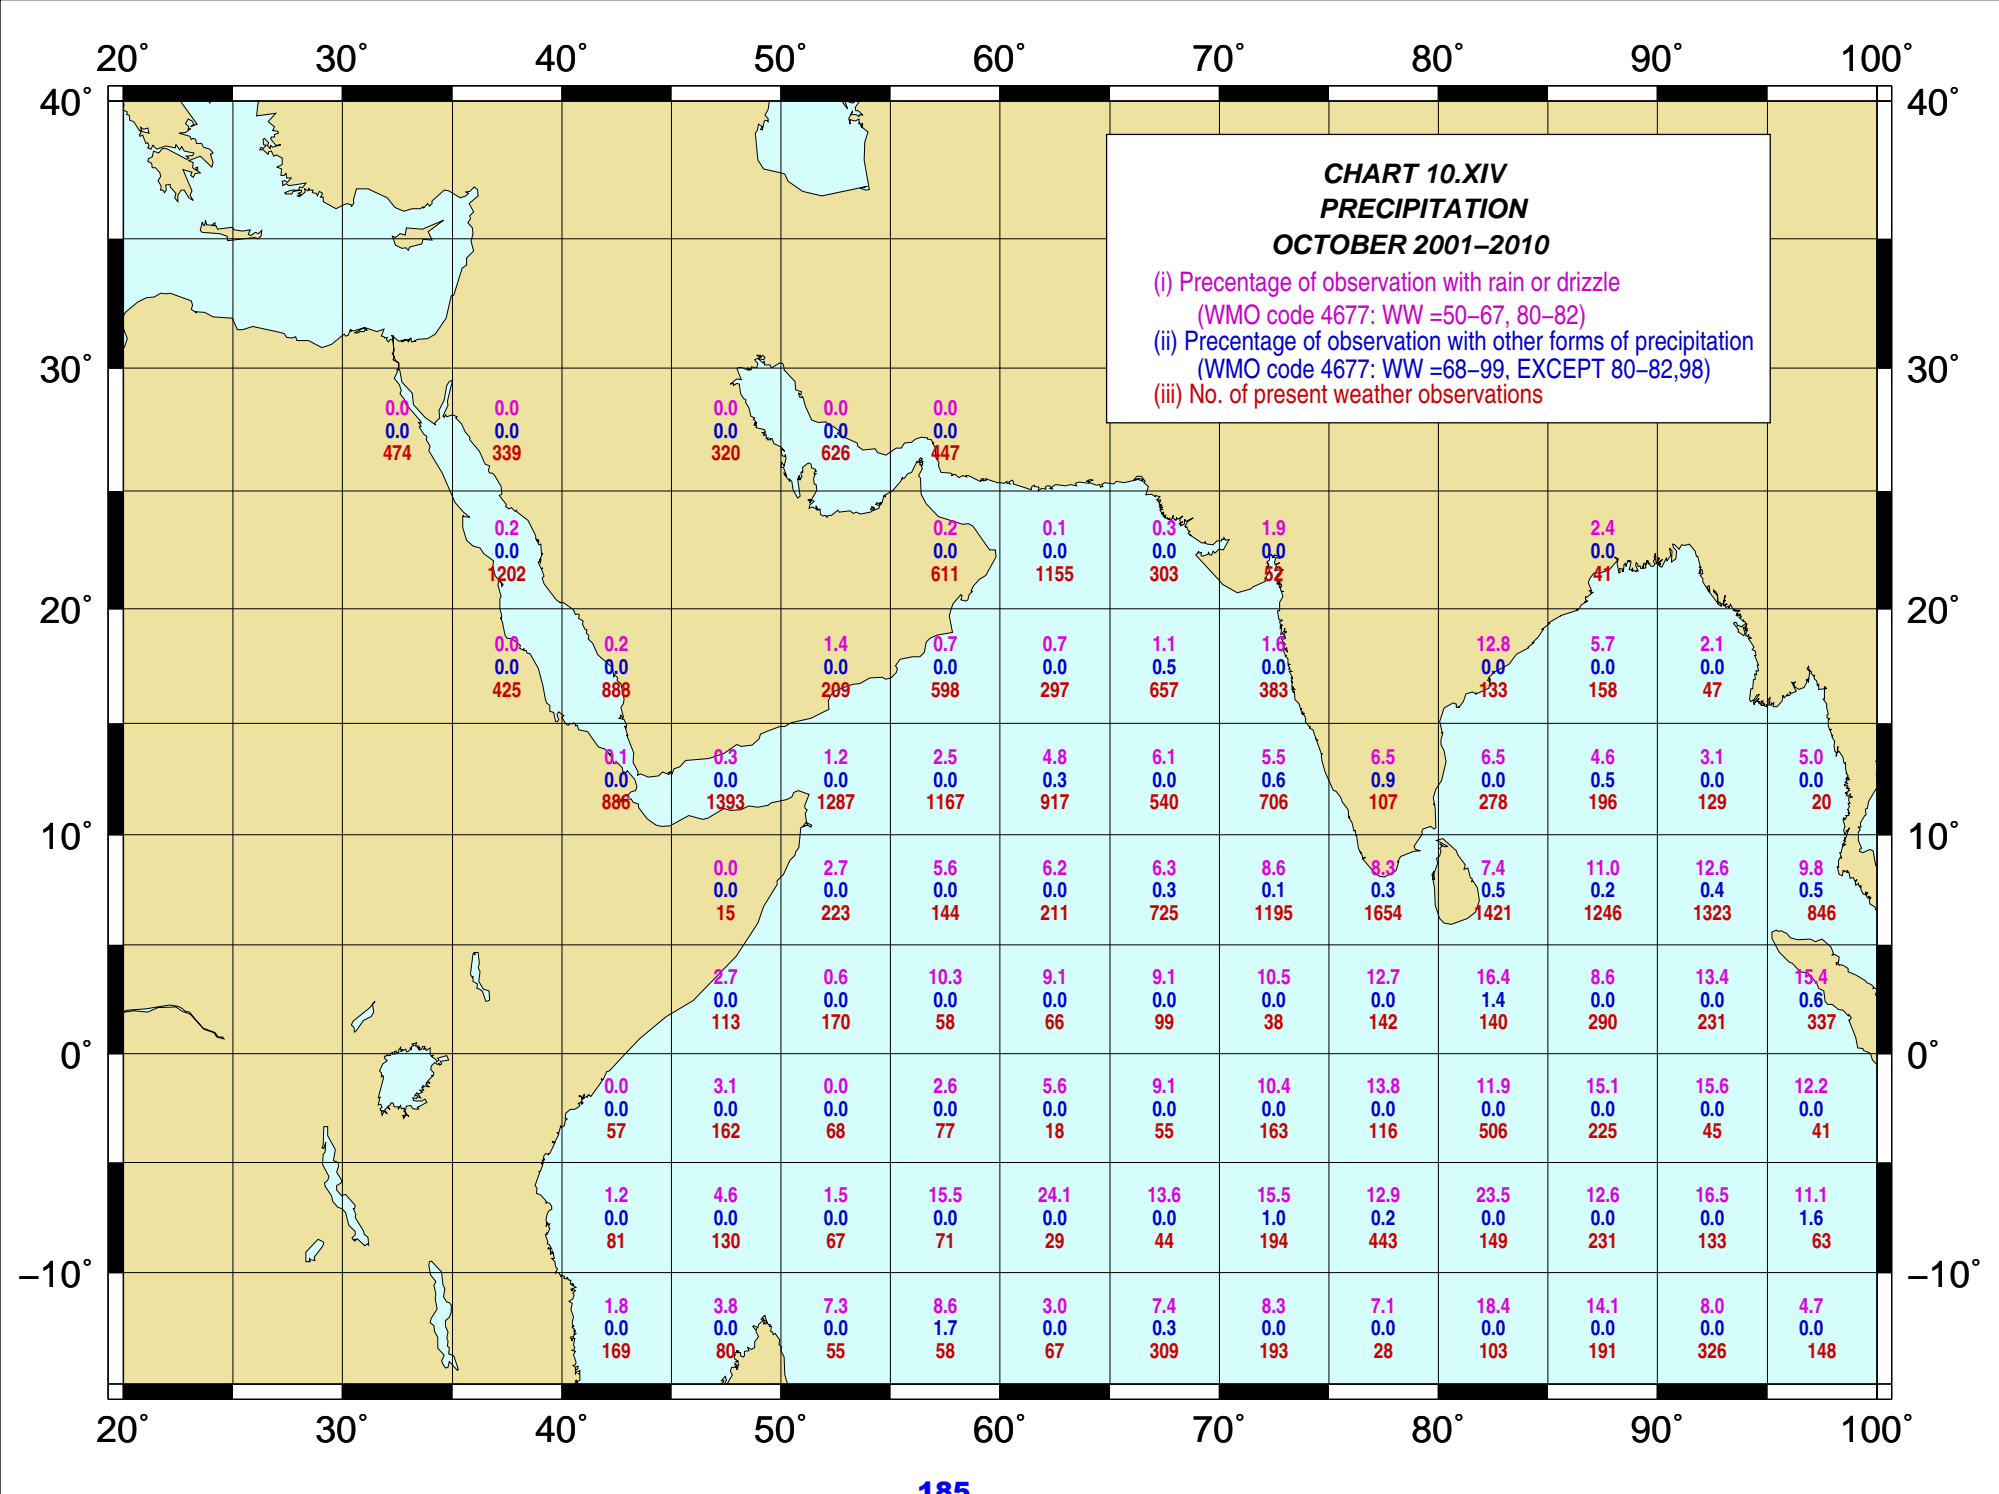 20° 30° 40° 50° 60° 70° 80° 90° 100°
40° 40°
CHART 10.XIV
PRECIPITATION
OCTOBER 2001–2010
(i) Precentage of observation with rain or drizzle
(WMO code 4677: WW =50–67, 80–82)
(ii) Precentage of observation with other forms of precipitation
(WMO code 4677: WW =68–99, EXCEPT 80–82,98)
(iii) No. of present weather observations
30° 30°
0.0 0.0 0.0 0.0 0.0
0.0 0.0 0.0 0.0 0.0
474 339 320 626 447
0.2 0.2 0.1 0.3 1.9 2.4
0.0 0.0 0.0 0.0 0.0 0.0
1202 611 1155 303 52 41
20° 20°
0.0 0.2 1.4 0.7 0.7 1.1 1.6 12.8 5.7 2.1
0.0 0.0 0.0 0.0 0.0 0.5 0.0 0.0 0.0 0.0
425 888 209 598 297 657 383 133 158 47
0.1 0.3 1.2 2.5 4.8 6.1 5.5 6.5 6.5 4.6 3.1 5.0
0.0 0.0 0.0 0.0 0.3 0.0 0.6 0.9 0.0 0.5 0.0 0.0
886 1393 1287 1167 917 540 706 107 278 196 129 20
10° 10°
0.0 2.7 5.6 6.2 6.3 8.6 8.3 7.4 11.0 12.6 9.8
0.0 0.0 0.0 0.0 0.3 0.1 0.3 0.5 0.2 0.4 0.5
15 223 144 211 725 1195 1654 1421 1246 1323 846
2.7 0.6 10.3 9.1 9.1 10.5 12.7 16.4 8.6 13.4 15.4
0.0 0.0 0.0 0.0 0.0 0.0 0.0 1.4 0.0 0.0 0.6
113 170 58 66 99 38 142 140 290 231 337
0° 0°
0.0 3.1 0.0 2.6 5.6 9.1 10.4 13.8 11.9 15.1 15.6 12.2
0.0 0.0 0.0 0.0 0.0 0.0 0.0 0.0 0.0 0.0 0.0 0.0
57 162 68 77 18 55 163 116 506 225 45 41
1.2 4.6 1.5 15.5 24.1 13.6 15.5 12.9 23.5 12.6 16.5 11.1
0.0 0.0 0.0 0.0 0.0 0.0 1.0 0.2 0.0 0.0 0.0 1.6
81 130 67 71 29 44 194 443 149 231 133 63
–10° –10°
1.8 3.8 7.3 8.6 3.0 7.4 8.3 7.1 18.4 14.1 8.0 4.7
0.0 0.0 0.0 1.7 0.0 0.3 0.0 0.0 0.0 0.0 0.0 0.0
169 80 55 58 67 309 193 28 103 191 326 148
20° 30° 40° 50° 60° 70° 80° 90° 100°
185